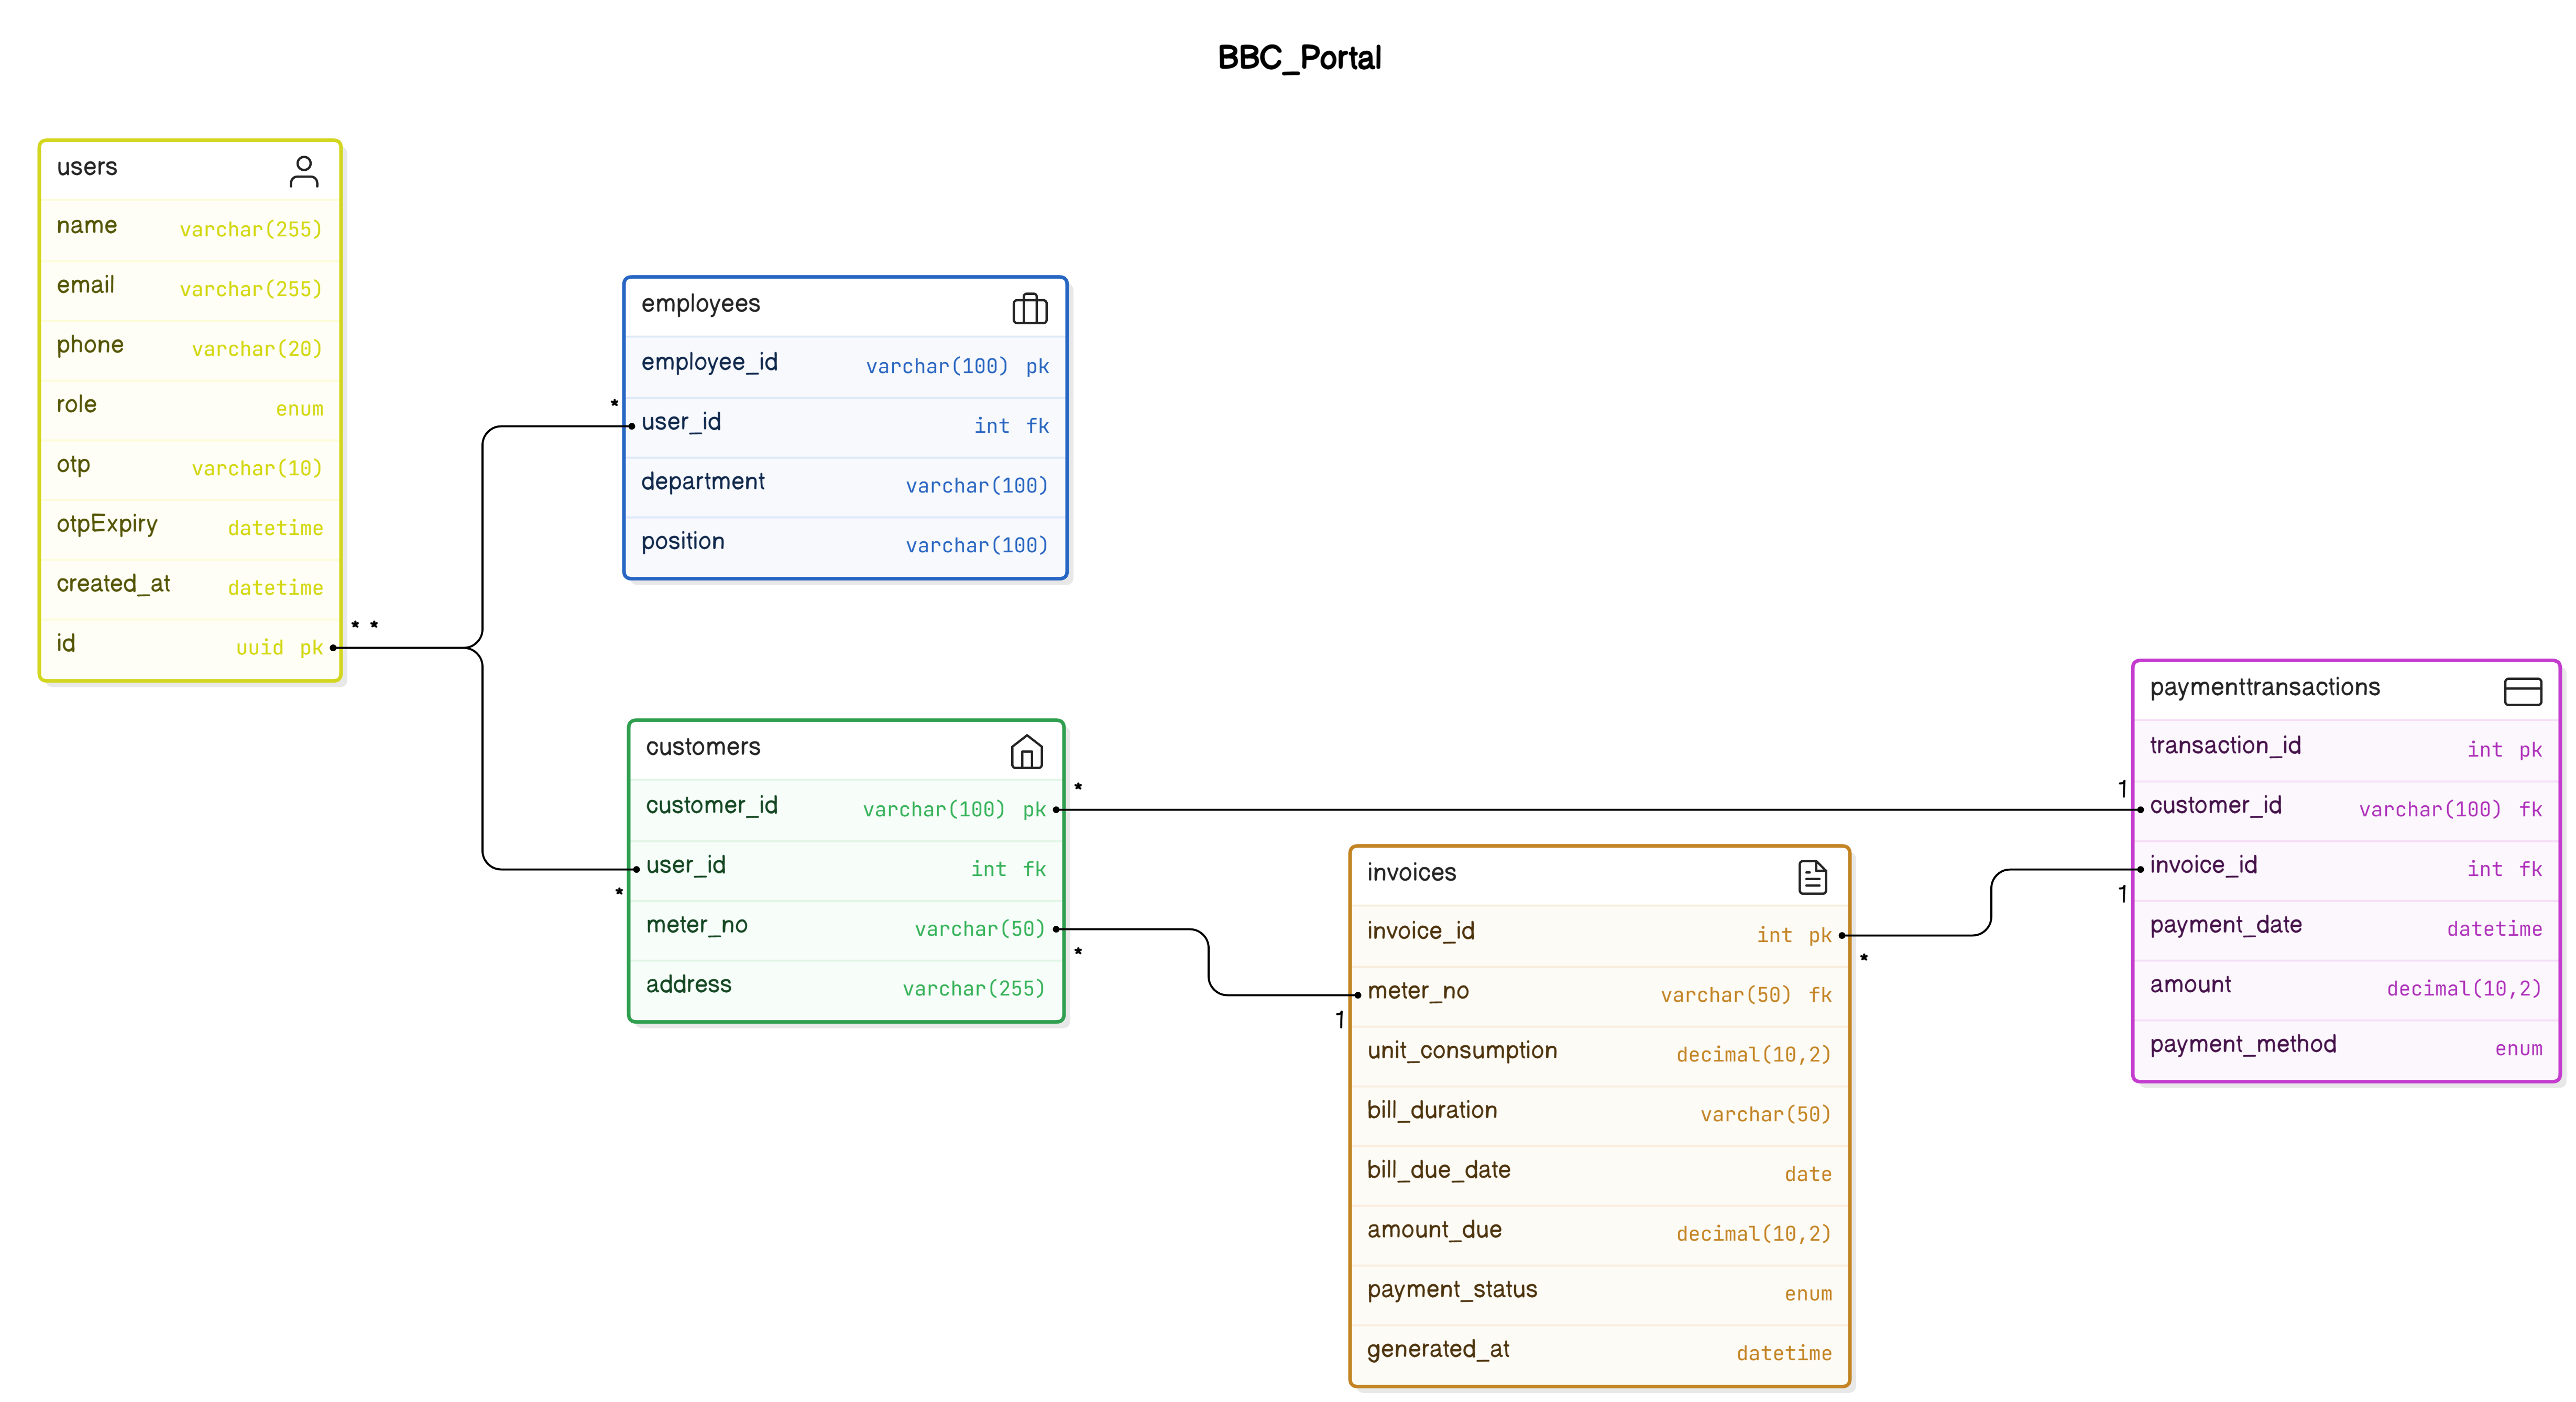 BBC_Portal
users
name varchar(255)
email varchar(255)
phone varchar(20)
role enum
otp varchar(10)
otpExpiry datetime
created_at datetime
* *
id uuid pk
employees
employee_id varchar(100) pk
*
user_id int fk
department varchar(100)
position varchar(100)
customers
*
customer_id varchar(100) pk
user_id int fk
*
meter_no varchar(50)
*
address varchar(255)
invoices
invoice_id int pk
*
meter_no varchar(50) fk
1
unit_consumption decimal(10,2)
bill_duration varchar(50)
bill_due_date date
amount_due decimal(10,2)
payment_status enum
generated_at datetime
paymenttransactions
transaction_id int pk
1
customer_id varchar(100) fk
invoice_id int fk
1
payment_date datetime
amount decimal(10,2)
payment_method enum